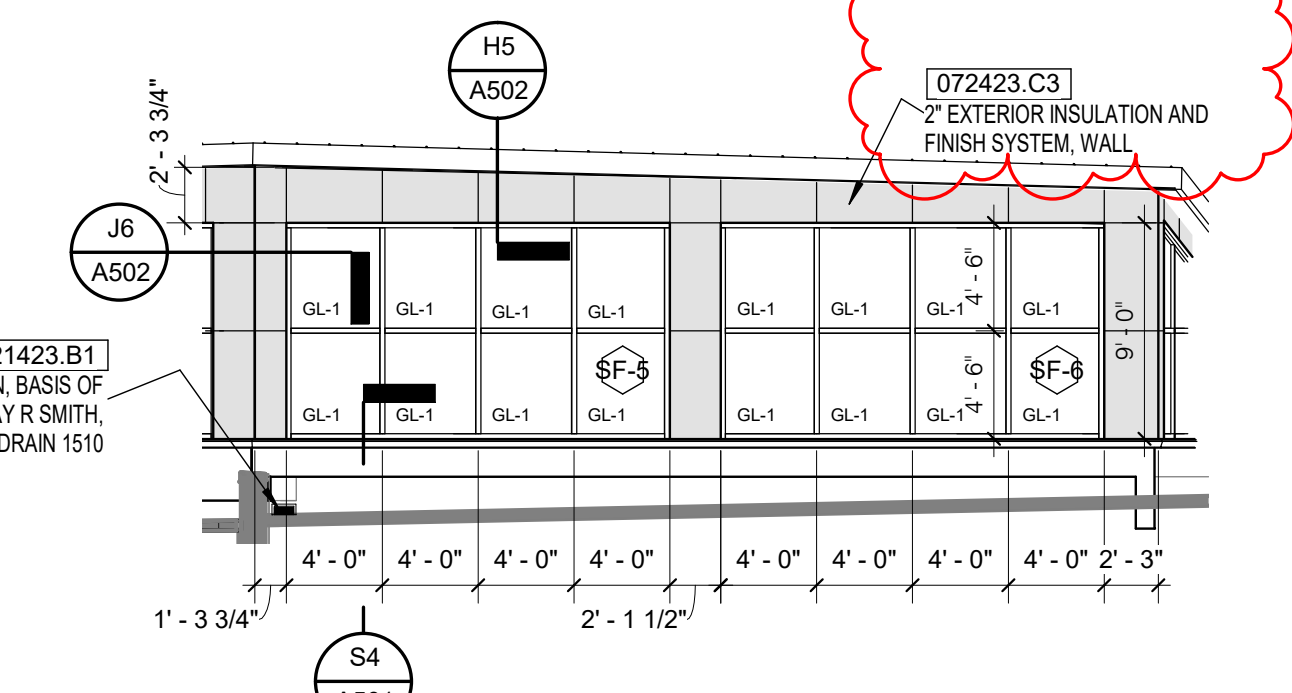 H5
A502
072423.C3
2" EXTERIOR INSULATION AND
FINISH SYSTEM, WALL
2' - 3 3/4"
J6
A502
GL-1 GL-1 GL-1 GL-1 GL-1 GL-1 GL-1 GL-1
4' - 6"
9' - 0"
21423.B1
N, BASIS OF
AY R SMITH,
DRAIN 1510
SF-5 SF-6
GL-1 GL-1 GL-1 GL-1 GL-1 GL-1 GL-1 GL-1
4' - 6"
4' - 0" 4' - 0" 4' - 0" 4' - 0" 4' - 0" 4' - 0" 4' - 0" 4' - 0" 2' - 3"
1' - 3 3/4" 2' - 1 1/2"
S4